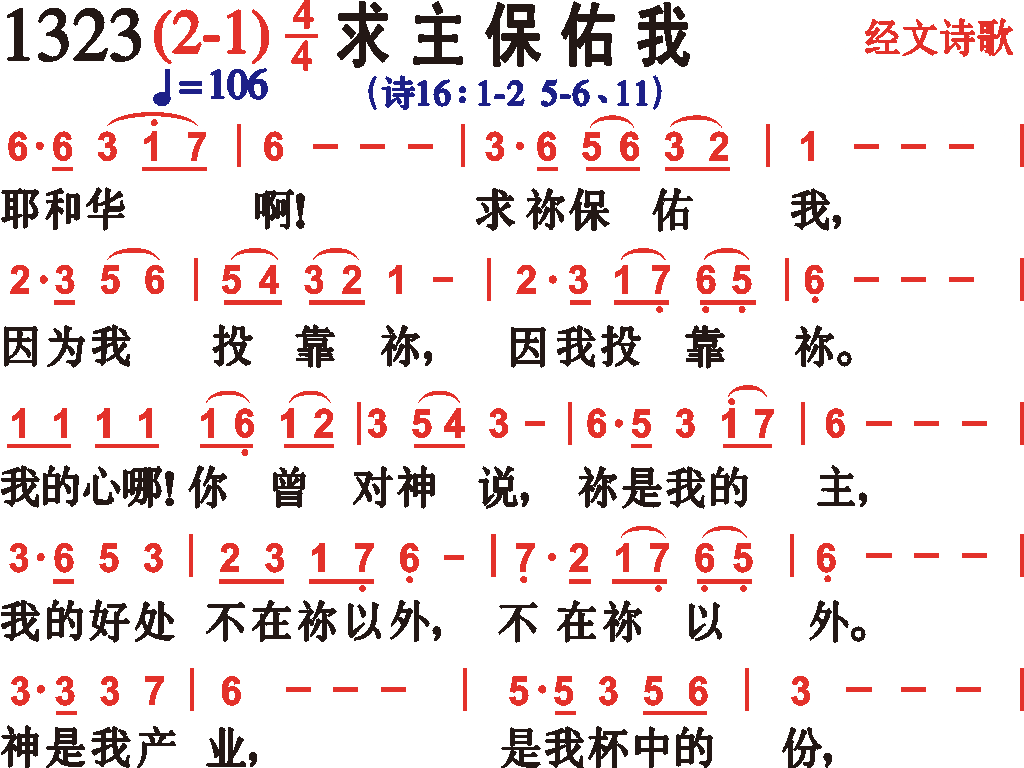 1323(2-1) 4/4 求主保佑我 经文诗歌
♩=106 (诗16:1-2 5-6、11)
6·6 3 i 7 | 6 - - - | 3·6 5 6 3 2 | 1 - - - |
耶和华 啊! 求祢保 佑 我,
2·3 5 6 | 5 4 3 2 1 - | 2·3 1 7 6 5 | 6 - - - |
因为我 投 靠 祢, 因我投 靠 祢。
1 1 1 1 1 6 1 2 | 3 5 4 3 - | 6·5 3 i 7 | 6 - - - |
我的心哪!你 曾 对神 说, 祢是我的 主,
3·6 5 3 | 2 3 1 7 6 - | 7·2 1 7 6 5 | 6 - - - |
我的好处 不在祢以外, 不在祢 以 外。
3·3 3 7 | 6 - - - | 5·5 3 5 6 | 3 - - - |
神是我产 业, 是我杯中的 份,